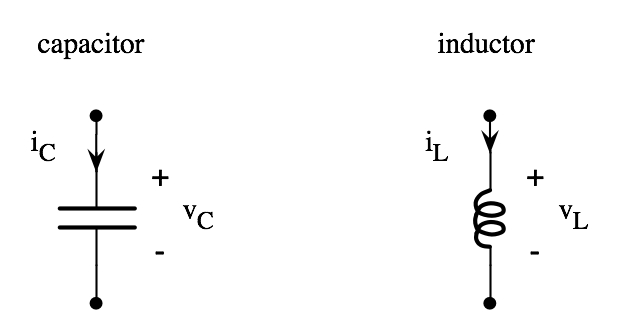 capacitor
inductor
i_C
+
v_C
-
i_L
+
v_L
-